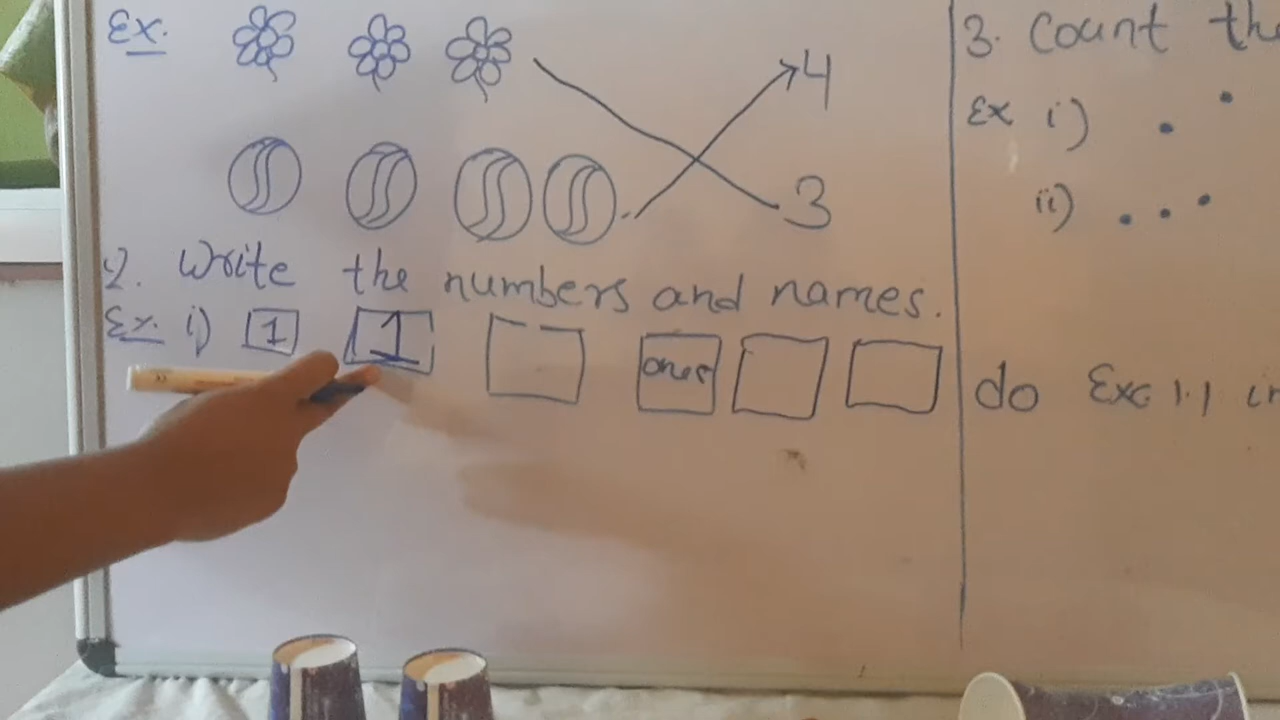 Ex.
4
3
2. Write the numbers and names.
Ex. i) 1 1 ones
3. Count the
Ex i)
ii)
do Exc 1.1 in